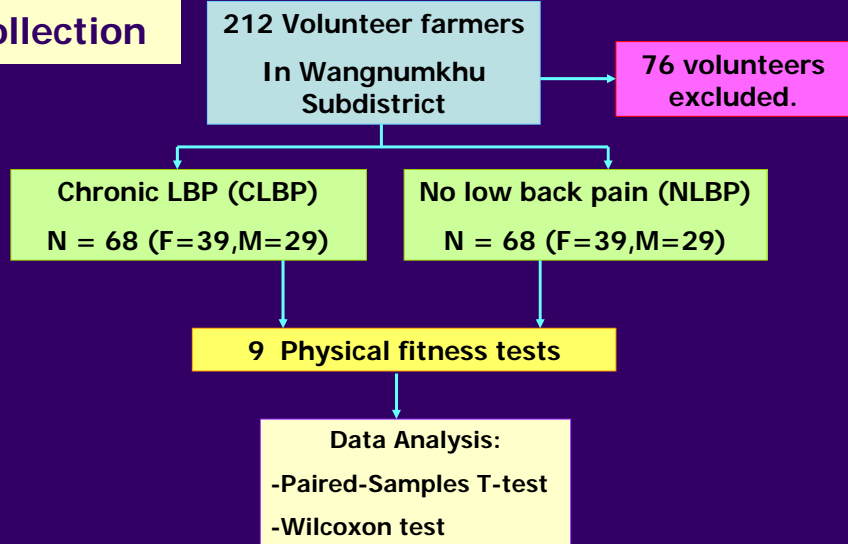 ollection
212 Volunteer farmers
In Wangnumkhu
Subdistrict
76 volunteers
excluded.
Chronic LBP (CLBP)
N = 68 (F=39,M=29)
No low back pain (NLBP)
N = 68 (F=39,M=29)
9 Physical fitness tests
Data Analysis:
-Paired-Samples T-test
-Wilcoxon test